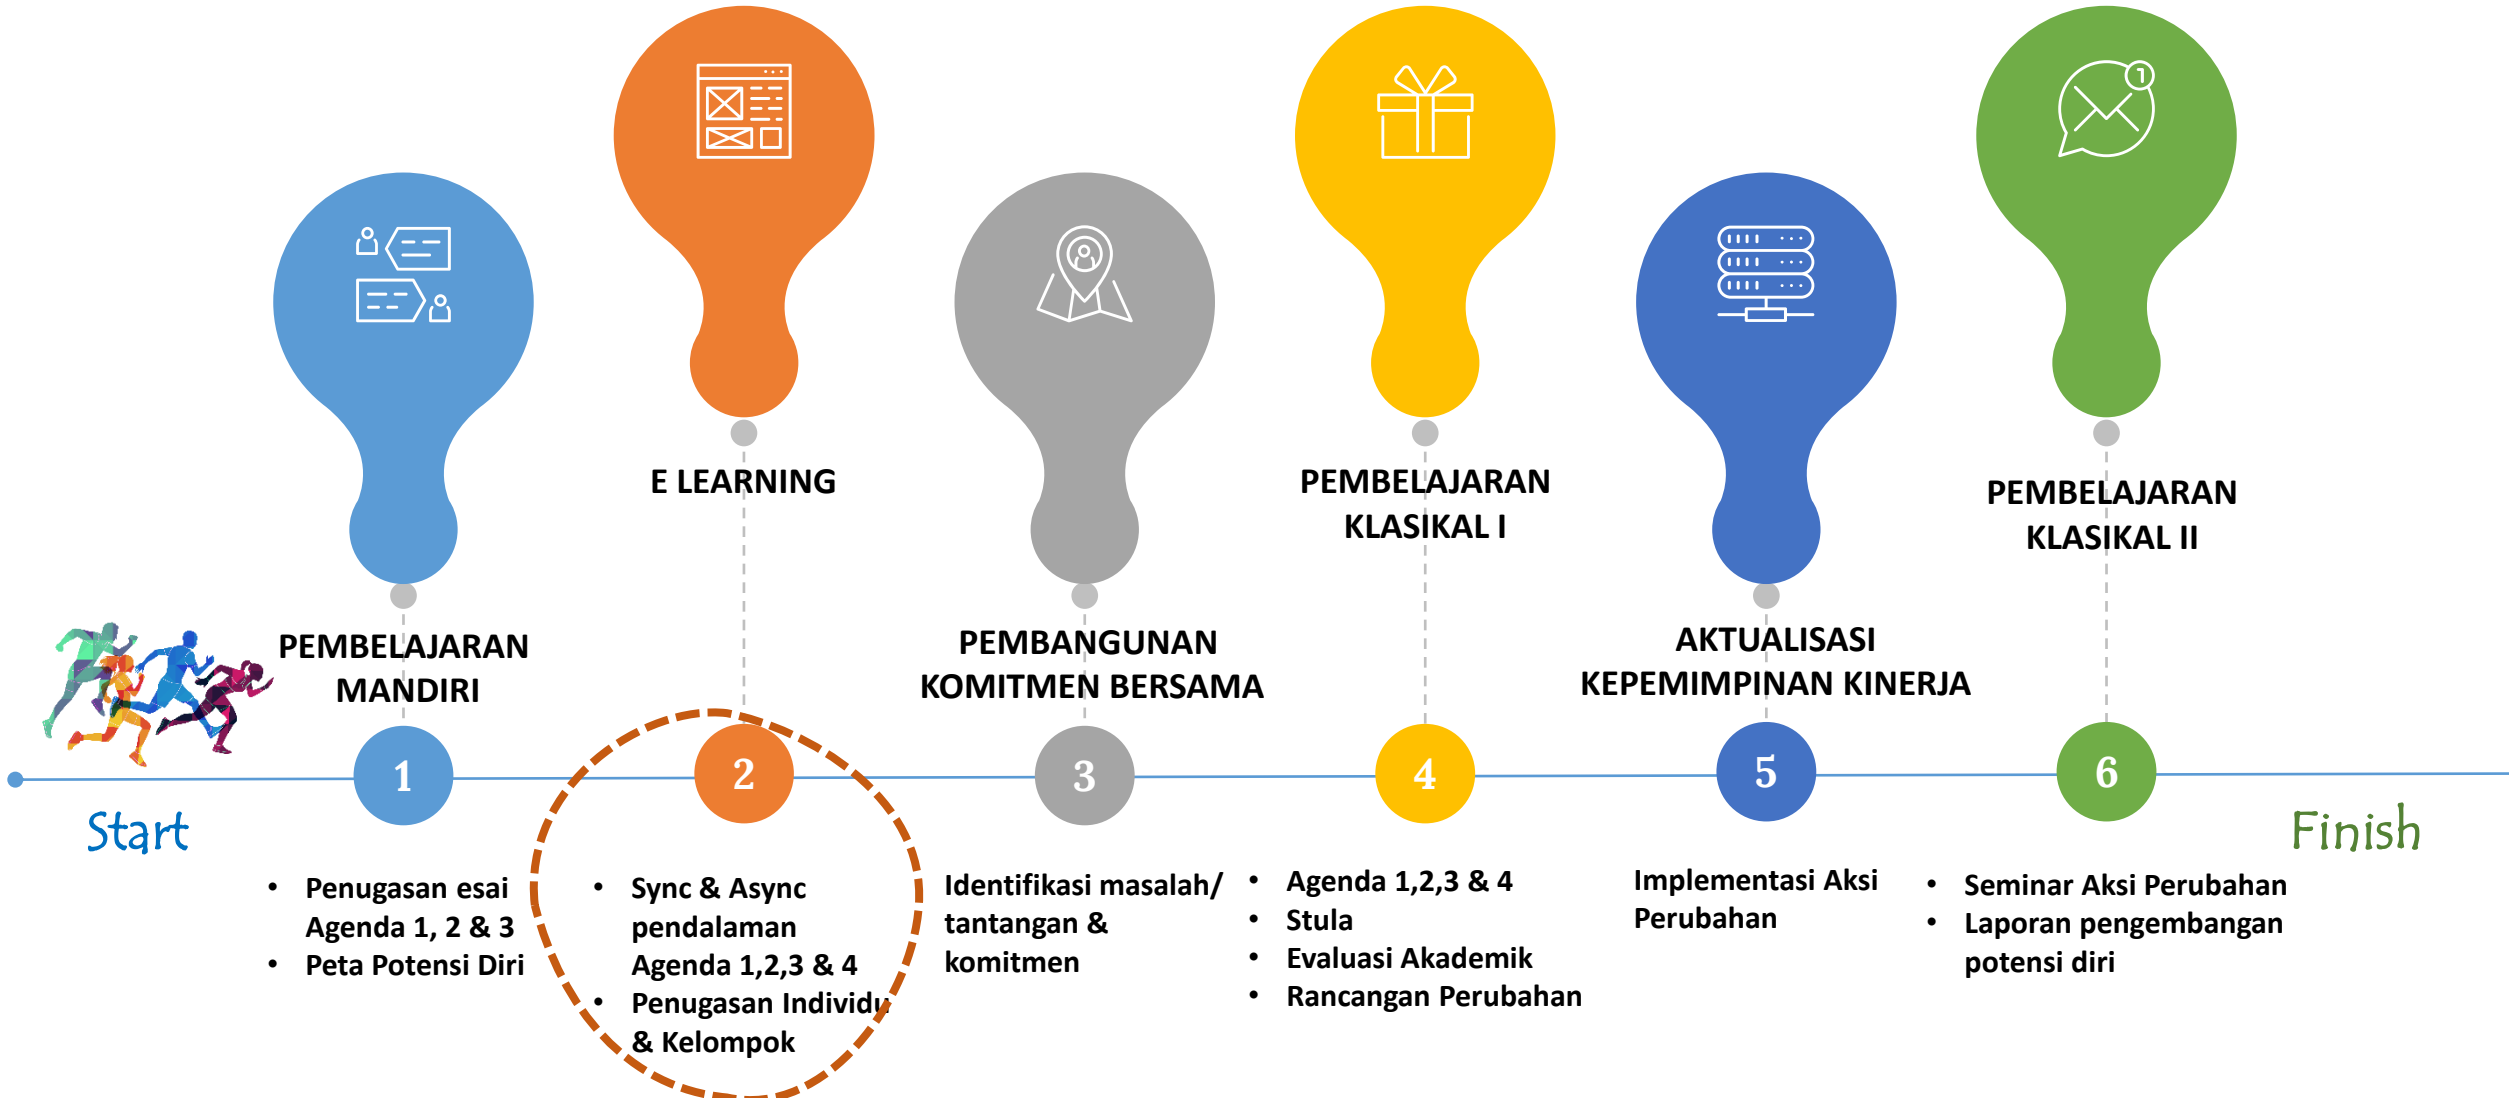 E LEARNING
PEMBELAJARAN
KLASIKAL I
PEMBELAJARAN
KLASIKAL II
PEMBELAJARAN
MANDIRI
PEMBANGUNAN
KOMITMEN BERSAMA
AKTUALISASI
KEPEMIMPINAN KINERJA
1
2
3
4
5
6
Start
Finish
• Penugasan esai
Agenda 1, 2 & 3
• Peta Potensi Diri
• Sync & Async
pendalaman
Agenda 1,2,3 & 4
• Penugasan Individu
& Kelompok
Identifikasi masalah/
tantangan &
komitmen
• Agenda 1,2,3 & 4
• Stula
• Evaluasi Akademik
• Rancangan Perubahan
Implementasi Aksi
Perubahan
• Seminar Aksi Perubahan
• Laporan pengembangan
potensi diri
1